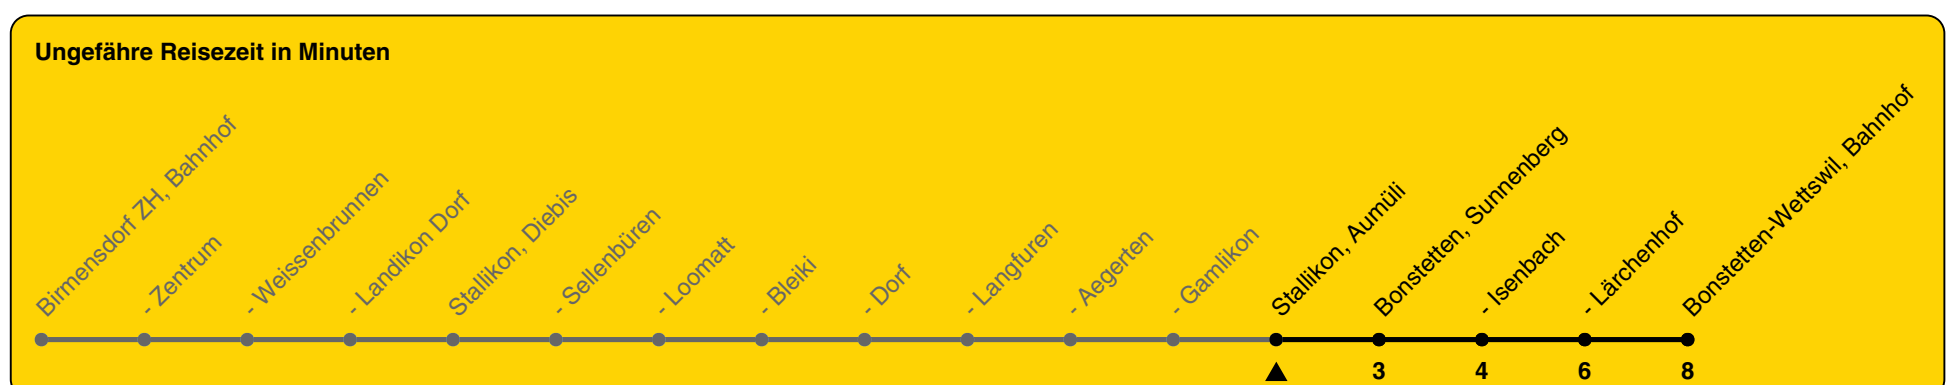 Ungefähre Reisezeit in Minuten
Birmensdorf ZH, Bahnhof
- Zentrum
- Weissenbrunnen
- Landikon Dorf
Stallikon, Diebis
- Sellenbüren
- Loomatt
- Bleiki
- Dorf
- Langfuren
- Aegerten
- Gamlikon
Stallikon, Aumüli
Bonstetten, Sunnenberg
- Isenbach
- Lärchenhof
Bonstetten-Wettswil, Bahnhof
3 4 6 8